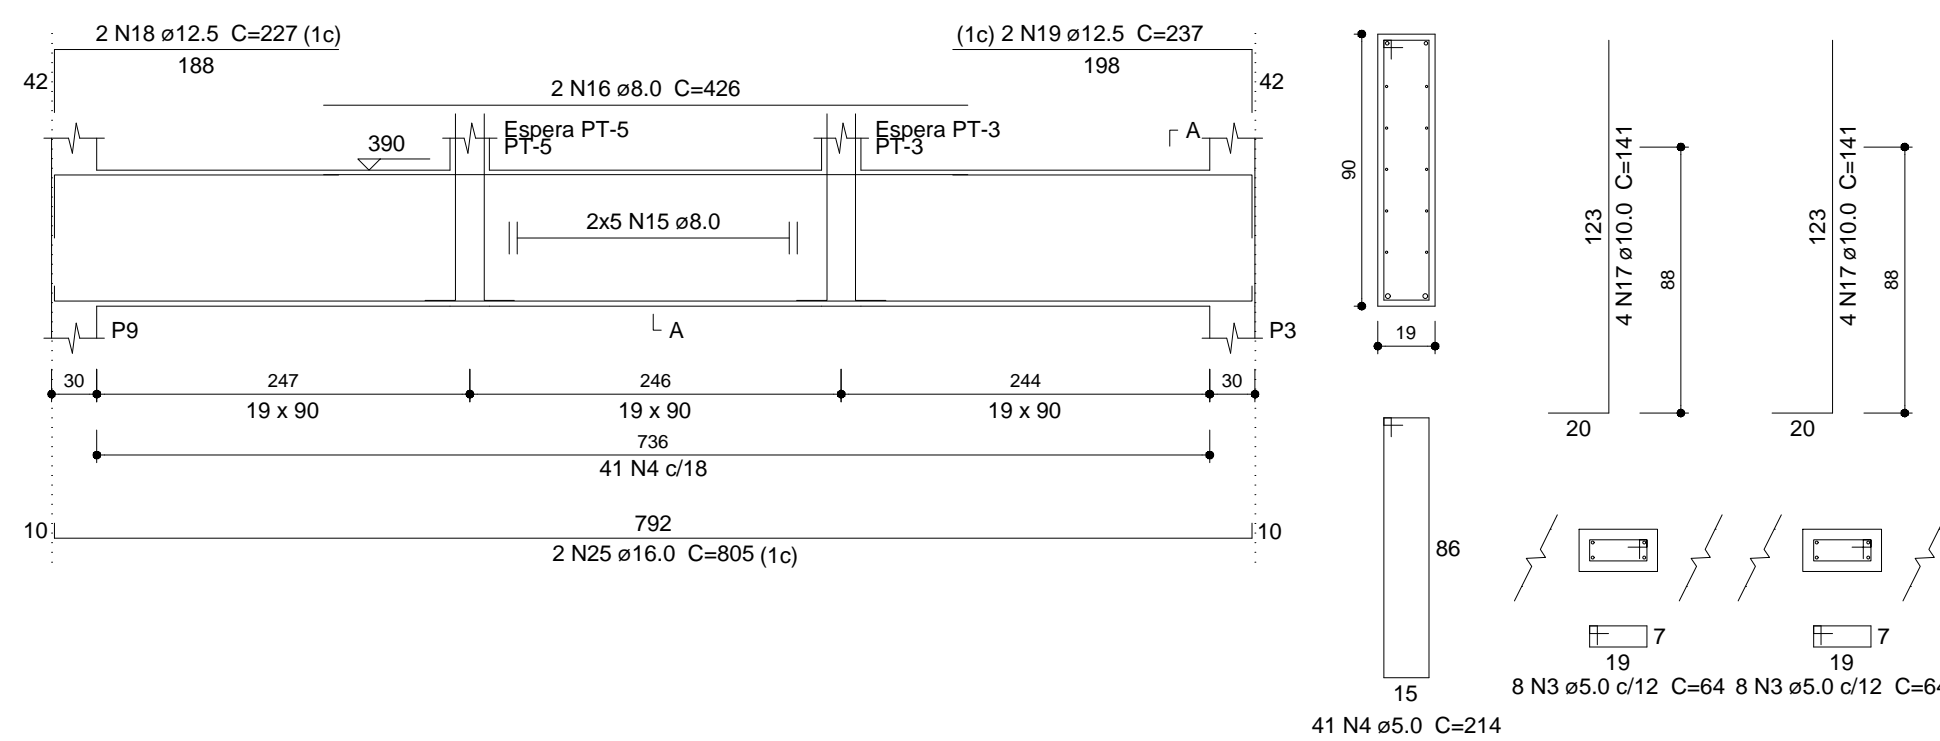 2 N18 ø12.5 C=227 (1c)
188
42
(1c) 2 N19 ø12.5 C=237
198
42
2 N16 ø8.0 C=426
Espera PT-5
PT-5
Espera PT-3
PT-3
A
390
2x5 N15 ø8.0
P9
A
P3
30
247
246
244
30
19 x 90
19 x 90
19 x 90
736
41 N4 c/18
10
792
10
2 N25 ø16.0 C=805 (1c)
90
19
86
15
41 N4 ø5.0 C=214
123
4 N17 ø10.0 C=141
88
20
123
4 N17 ø10.0 C=141
88
20
7
19
8 N3 ø5.0 c/12 C=64
7
19
8 N3 ø5.0 c/12 C=64